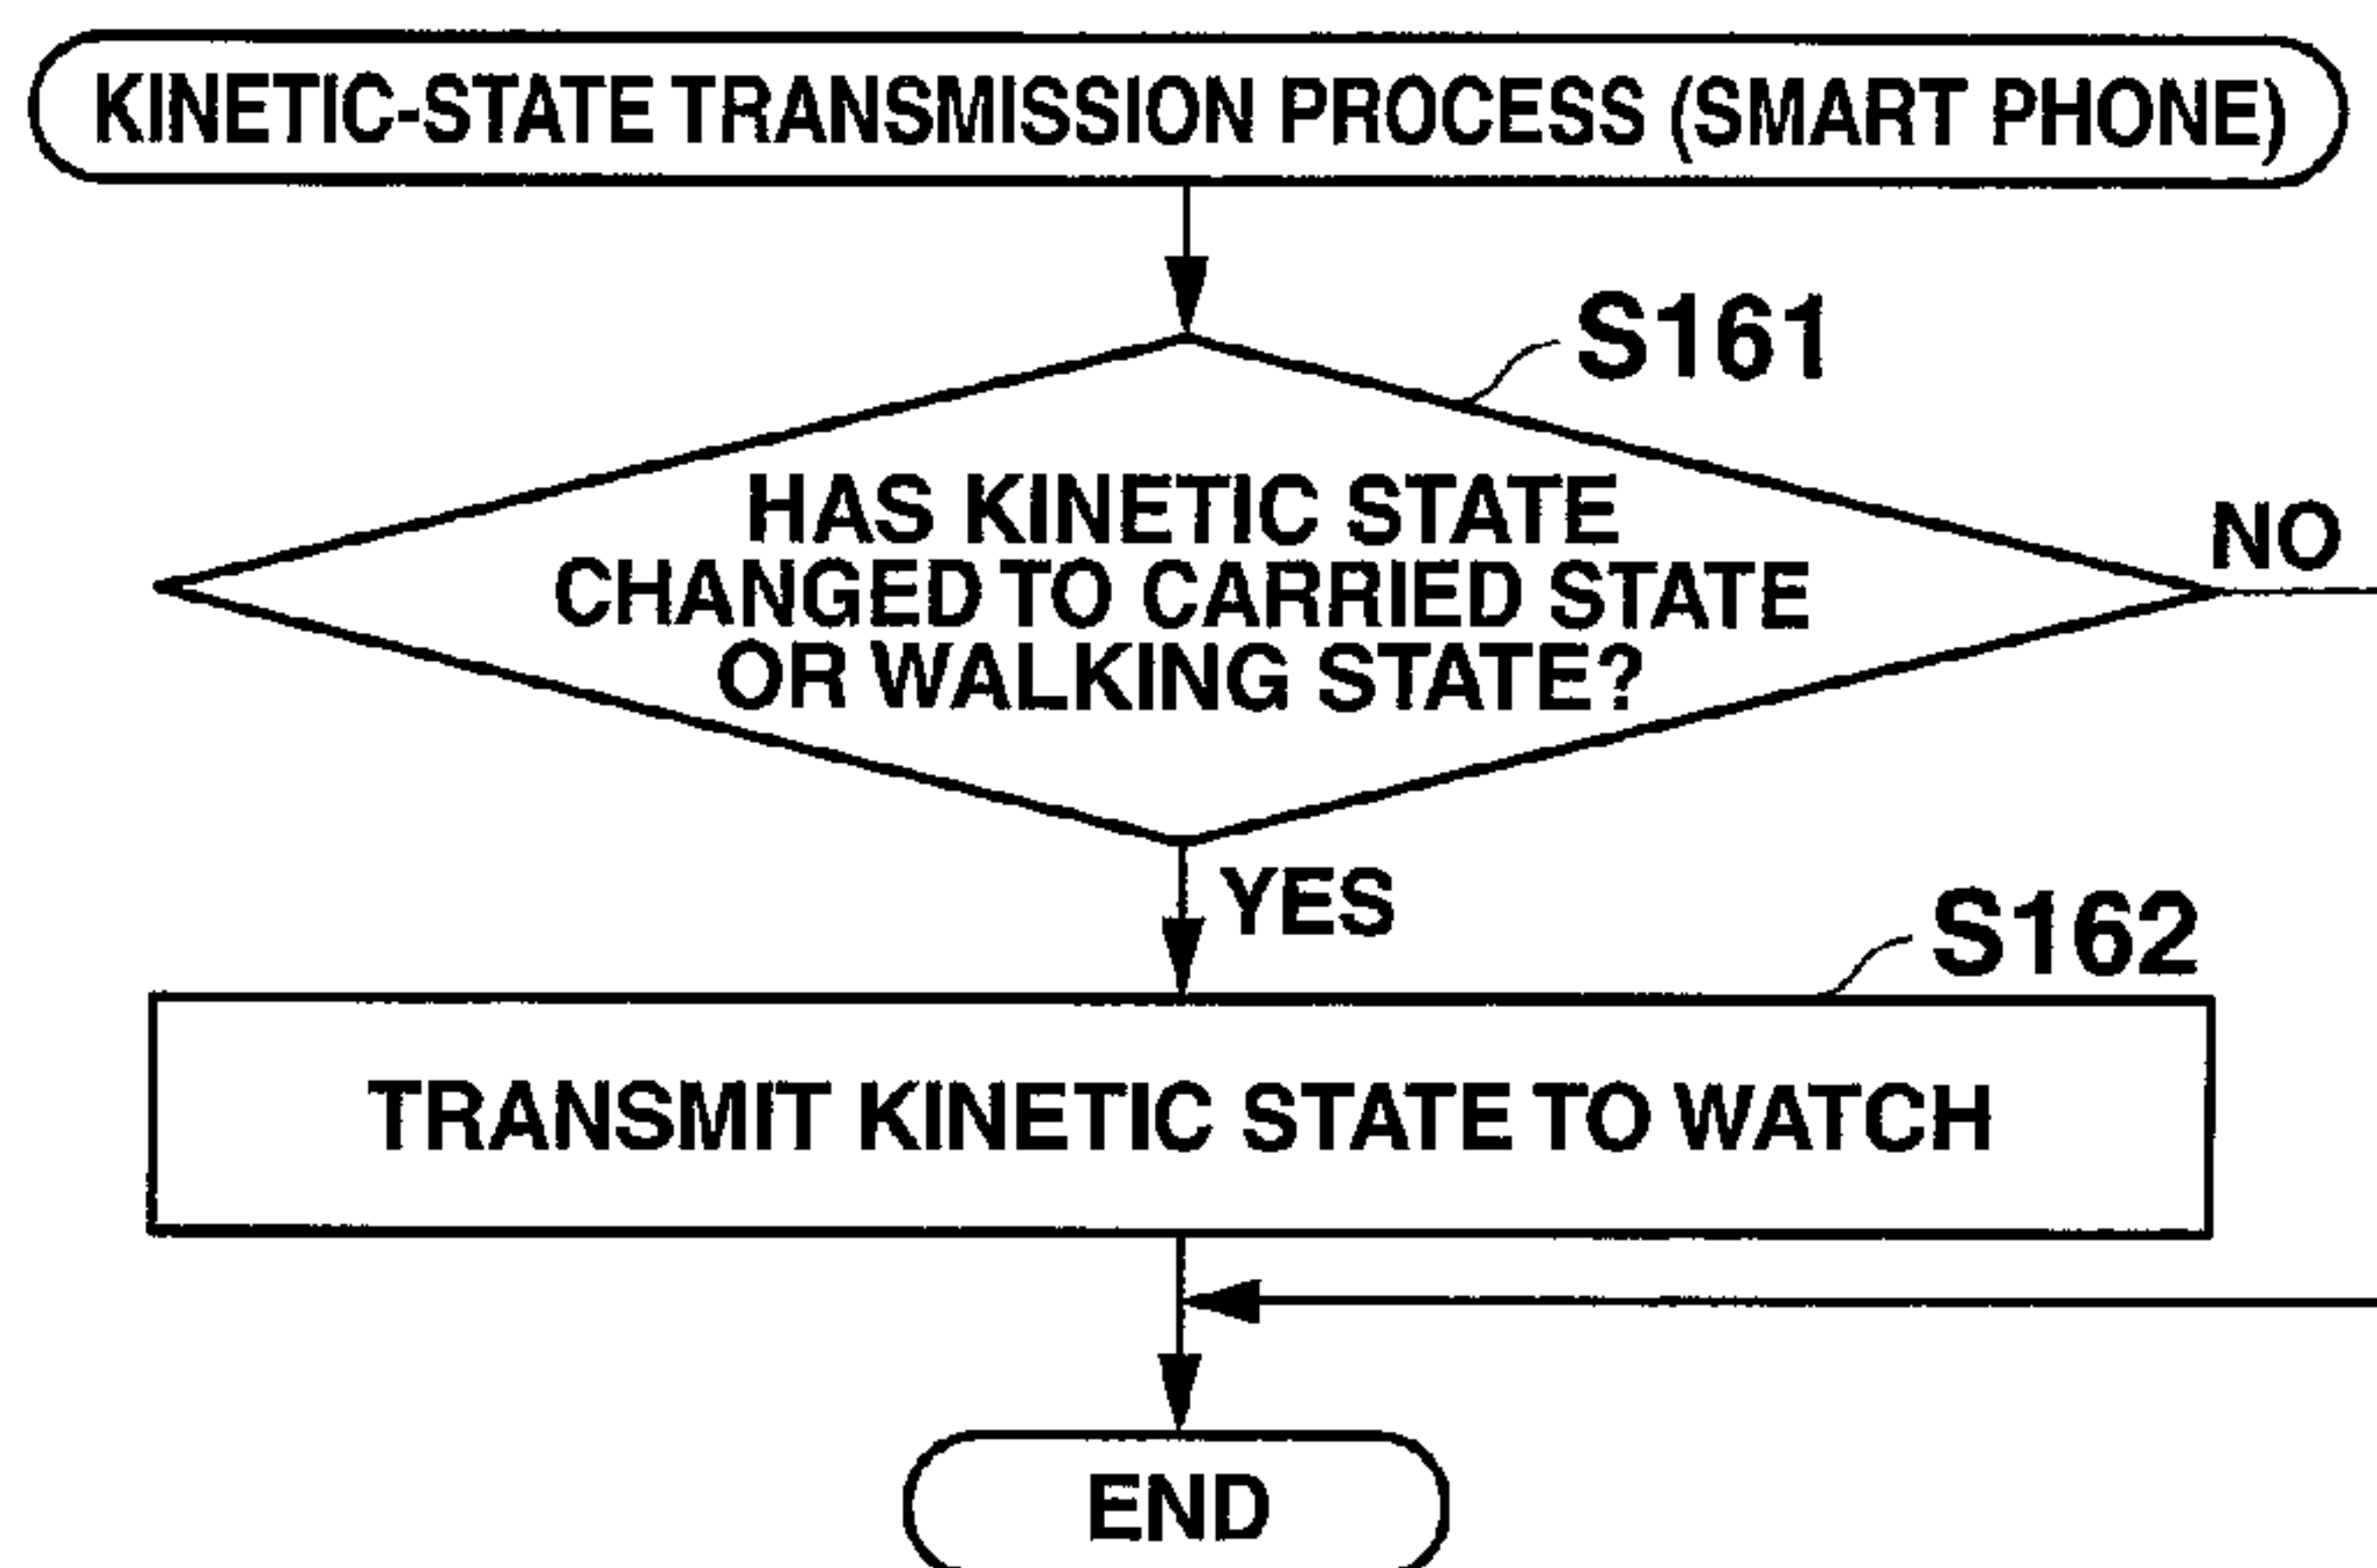 KINETIC-STATE TRANSMISSION PROCESS (SMART PHONE)
S161
HAS KINETIC STATE
CHANGED TO CARRIED STATE
OR WALKING STATE?
NO
YES
S162
TRANSMIT KINETIC STATE TO WATCH
END